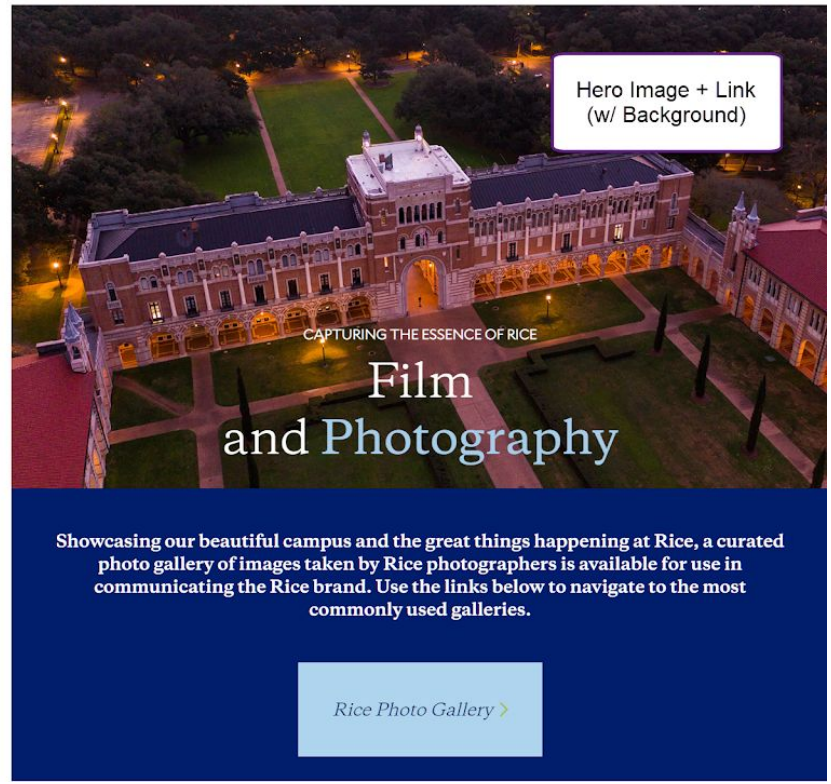 Hero Image + Link
(w/ Background)
CAPTURING THE ESSENCE OF RICE
Film
and Photography
Showcasing our beautiful campus and the great things happening at Rice, a curated
photo gallery of images taken by Rice photographers is available for use in
communicating the Rice brand. Use the links below to navigate to the most
commonly used galleries.
Rice Photo Gallery >